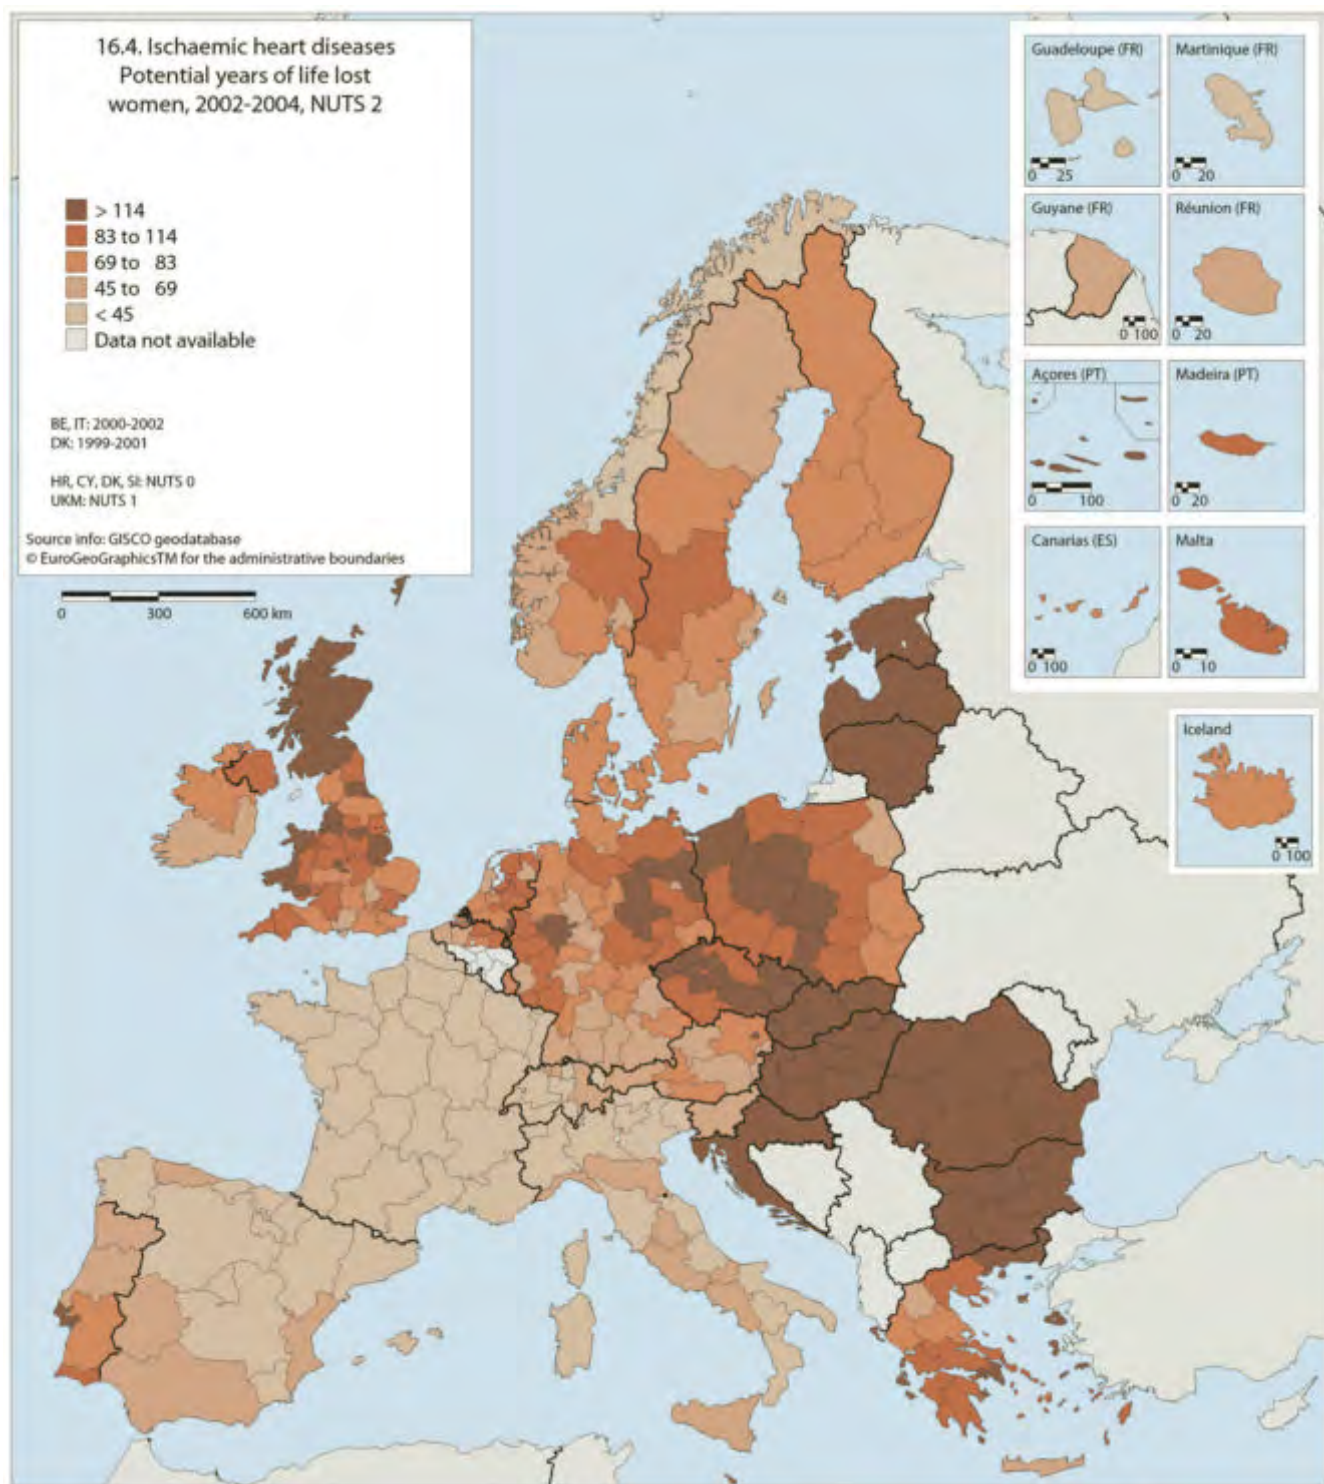 16.4. Ischaemic heart diseases
Potential years of life lost
women, 2002-2004, NUTS 2
> 114
83 to 114
69 to 83
45 to 69
< 45
Data not available
BE, IT: 2000-2002
DK: 1999-2001
HR, CY, DK, SI: NUTS 0
UKM: NUTS 1
Source info: GISCO geodatabase
© EuroGeoGraphicsTM for the administrative boundaries
0 300 600 km
Guadeloupe (FR)
0 25
Martinique (FR)
0 20
Guyane (FR)
0 100
Réunion (FR)
0 20
Açores (PT)
0 100
Madeira (PT)
0 20
Canarias (ES)
0 100
Malta
0 10
Iceland
0 100